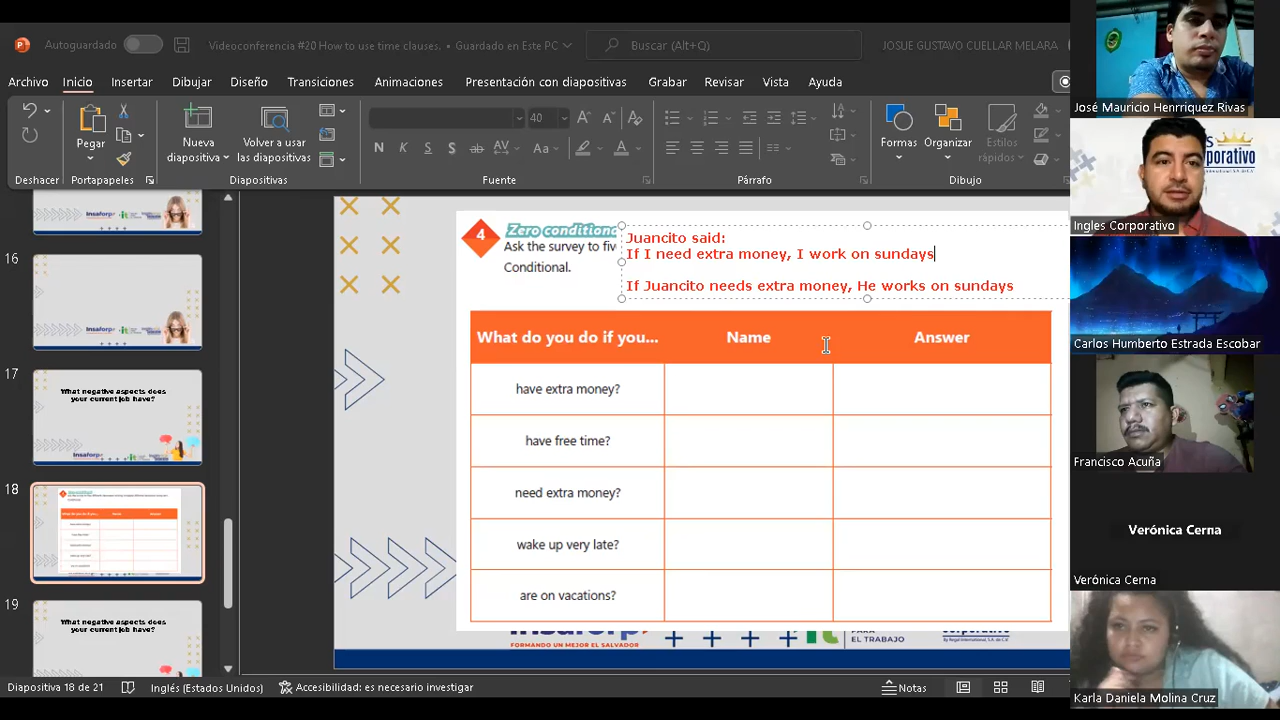 Autoguardado
Videoconferencia #20 How to use time clauses. • Guardado en Este PC
Buscar (Alt+Q)
JOSUE GUSTAVO CUELLAR MELARA
Archivo Inicio Insertar Dibujar Diseño Transiciones Animaciones Presentación con diapositivas Grabar Revisar Vista Ayuda
40
Pegar
Nueva diapositiva
Volver a usar las diapositivas
Formas
Organizar
Estilos rápidos
N K S S ab AV Aa A
Deshacer Portapapeles Diapositivas Fuente Párrafo Dibujo
16
17
What negative aspects does
your current job have?
18
19
What negative aspects does
your current job have?
4
Zero conditiona
Ask the survey to fiv
Conditional.
Juancito said:
If I need extra money, I work on sundays
If Juancito needs extra money, He works on sundays
What do you do if you... Name Answer
have extra money?
have free time?
need extra money?
wake up very late?
are on vacations?
FORMANDO UN MEJOR EL SALVADOR
it
PARA
EL TRABAJO
Diapositiva 18 de 21
Inglés (Estados Unidos)
Accesibilidad: es necesario investigar
Notas
José Mauricio Henrriquez Rivas
Ingles Corporativo
Carlos Humberto Estrada Escobar
Francisco Acuña
Verónica Cerna
Verónica Cerna
Karla Daniela Molina Cruz